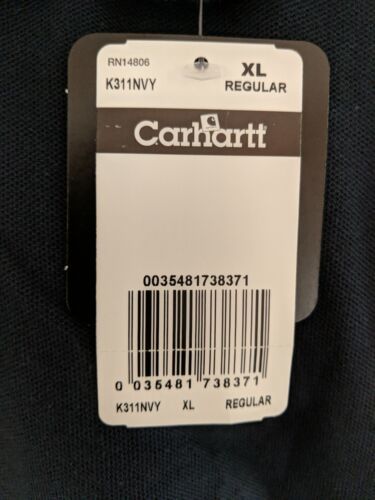 RN14806
K311NVY
XL
REGULAR
Carhartt
0035481738371
0 035481 738371
K311NVY XL REGULAR